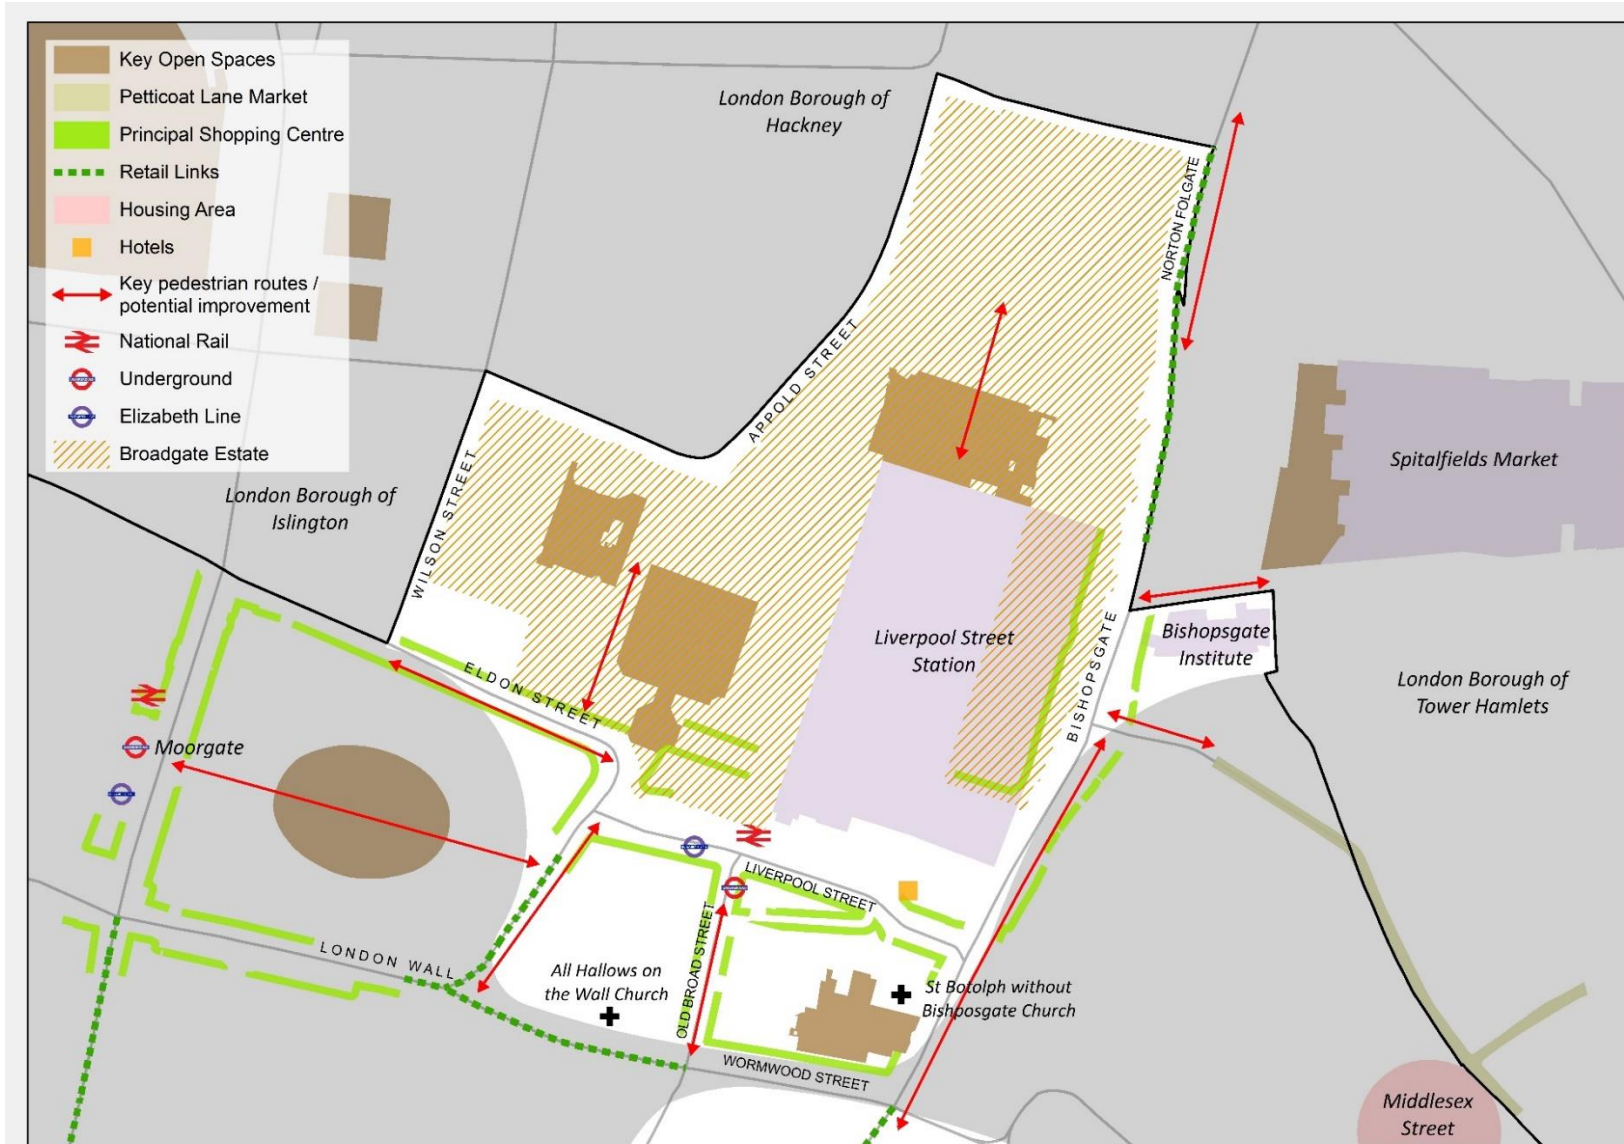 Key Open Spaces
Petticoat Lane Market
Principal Shopping Centre
Retail Links
Housing Area
Hotels
Key pedestrian routes /
potential improvement
National Rail
Underground
Elizabeth Line
Broadgate Estate
London Borough of
Hackney
NORTON FOLGATE
APPOLD STREET
Spitalfields Market
London Borough of
Islington
WILSON STREET
Liverpool Street
Station
Bishopsgate
Institute
BISHOPSGATE
London Borough of
Tower Hamlets
ELDON STREET
Moorgate
LIVERPOOL STREET
OLD BROAD STREET
LONDON WALL
All Hallows on
the Wall Church
St Botolph without
Bishposgate Church
WORMWOOD STREET
Middlesex
Street